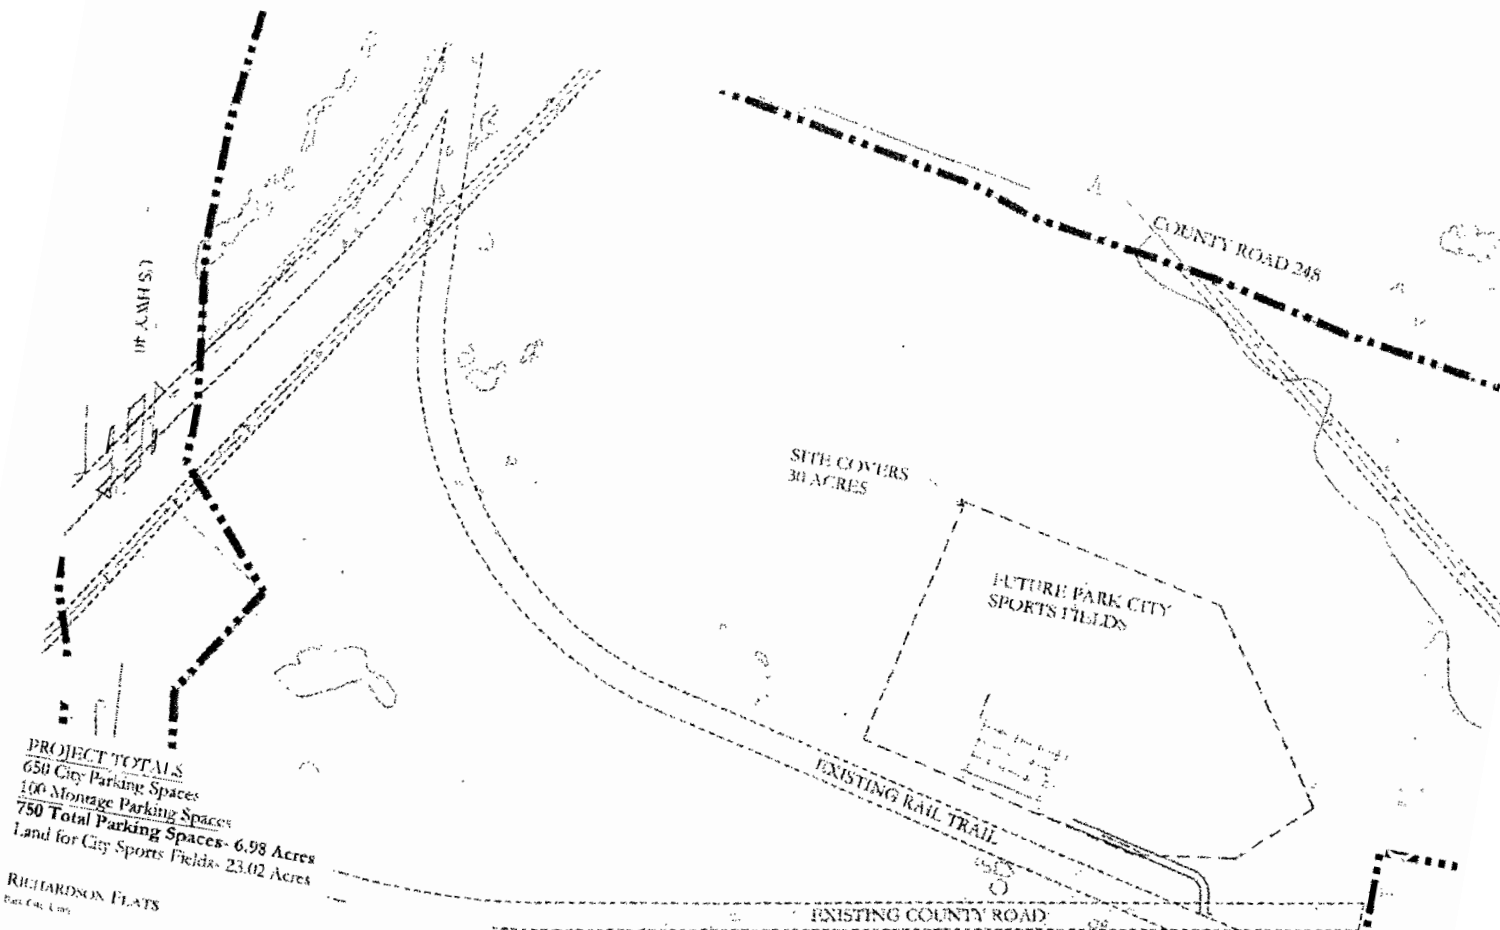 COUNTY ROAD 248
US HWY 40
SITE COVERS
30 ACRES
FUTURE PARK CITY
SPORTS FIELDS
EXISTING RAIL TRAIL
EXISTING COUNTY ROAD
PROJECT TOTALS
650 City Parking Spaces
100 Montage Parking Spaces
750 Total Parking Spaces- 6.98 Acres
Land for City Sports Fields- 23.02 Acres
RICHARDSON FLATS